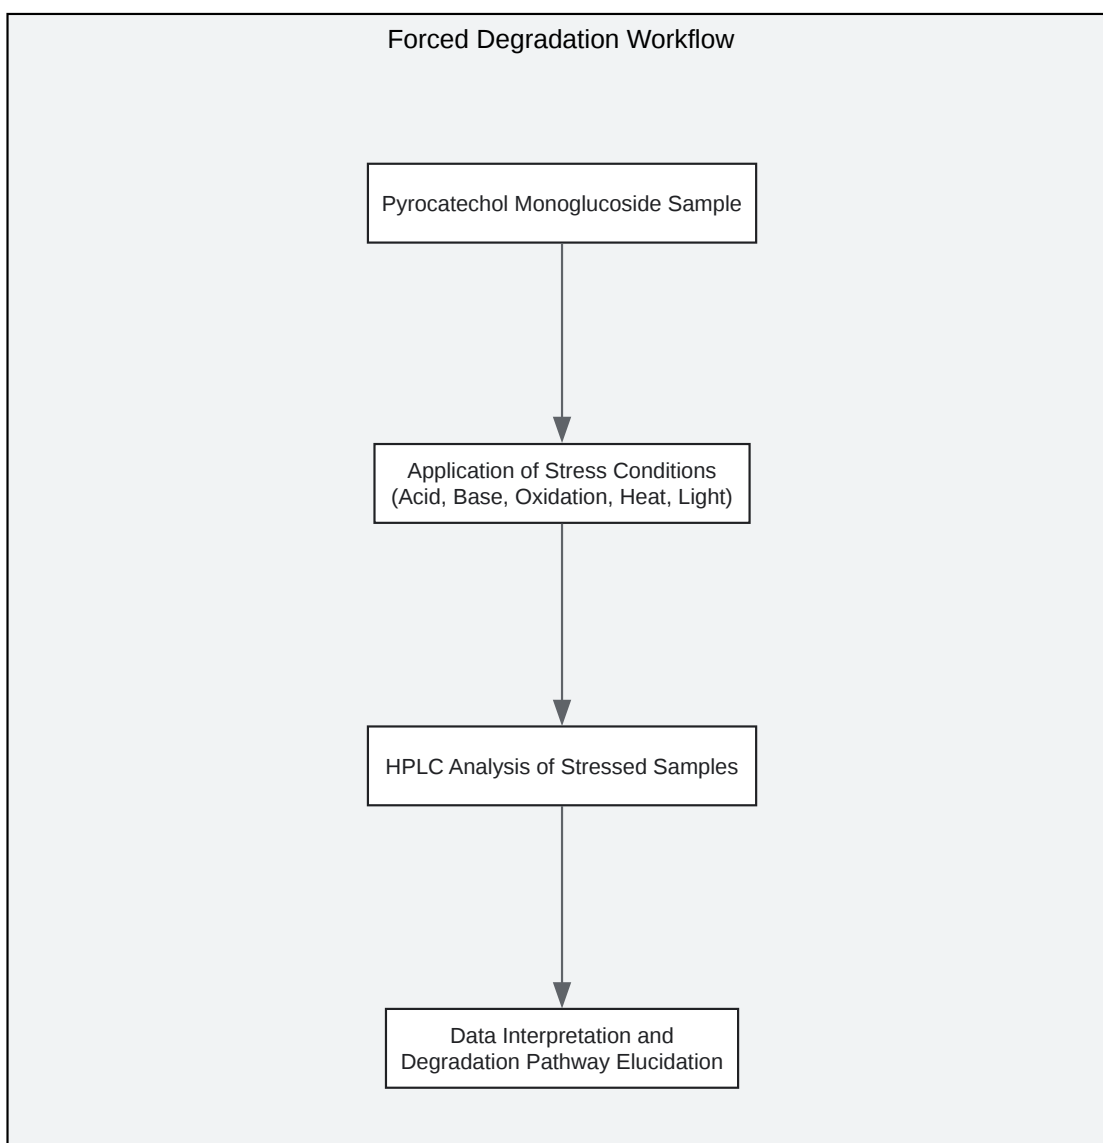 Forced Degradation Workflow
Pyrocatechol Monoglucoside Sample
Application of Stress Conditions
(Acid, Base, Oxidation, Heat, Light)
HPLC Analysis of Stressed Samples
Data Interpretation and
Degradation Pathway Elucidation